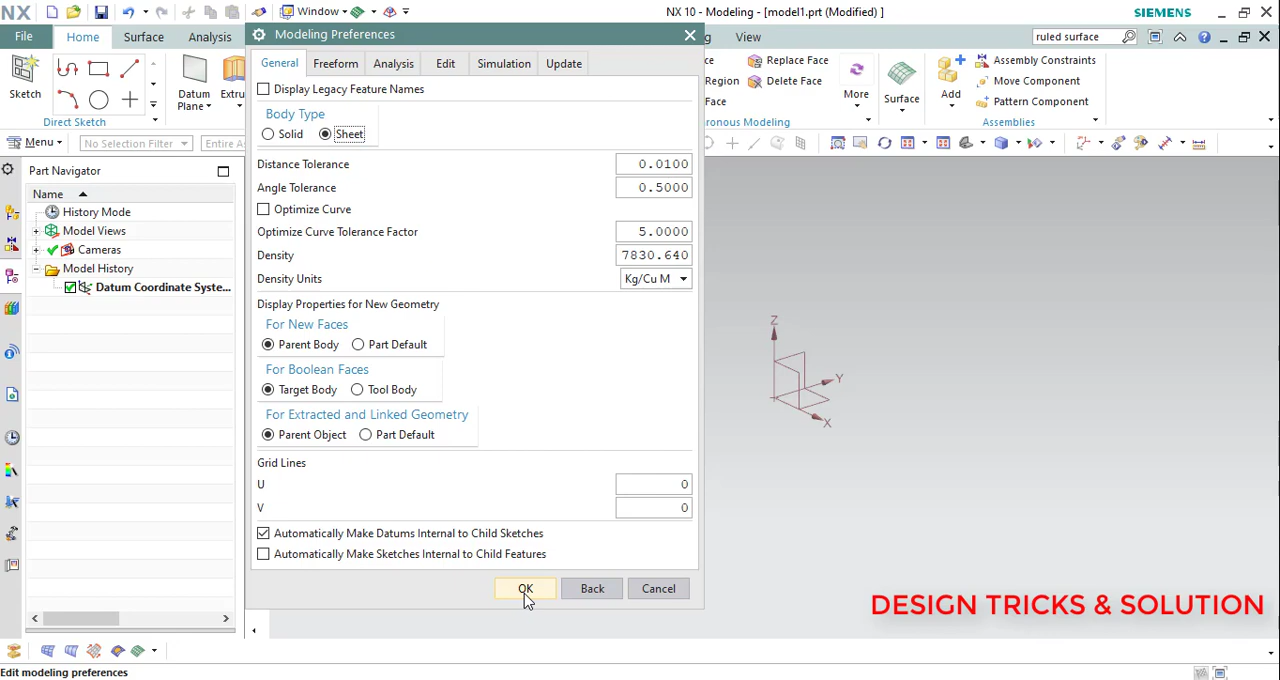 NX
Window
NX 10 - Modeling - [model1.prt (Modified) ]
SIEMENS
File
Home
Surface
Analysis
View
ruled surface
Modeling Preferences
General
Freeform
Analysis
Edit
Simulation
Update
Sketch
Datum
Plane
Extru
Direct Sketch
ce
Region
Face
Replace Face
Delete Face
More
Surface
Add
Assembly Constraints
Move Component
Pattern Component
ronous Modeling
Assemblies
Menu
No Selection Filter
Entire A
Display Legacy Feature Names
Body Type
Solid
Sheet
Distance Tolerance
0.0100
Angle Tolerance
0.5000
Optimize Curve
Optimize Curve Tolerance Factor
5.0000
Density
7830.640
Density Units
Kg/Cu M
Display Properties for New Geometry
For New Faces
Parent Body
Part Default
For Boolean Faces
Target Body
Tool Body
For Extracted and Linked Geometry
Parent Object
Part Default
Grid Lines
U
0
V
0
Automatically Make Datums Internal to Child Sketches
Automatically Make Sketches Internal to Child Features
OK
Back
Cancel
Part Navigator
Name
History Mode
Model Views
Cameras
Model History
Datum Coordinate Syste...
Z
Y
X
DESIGN TRICKS & SOLUTION
Edit modeling preferences